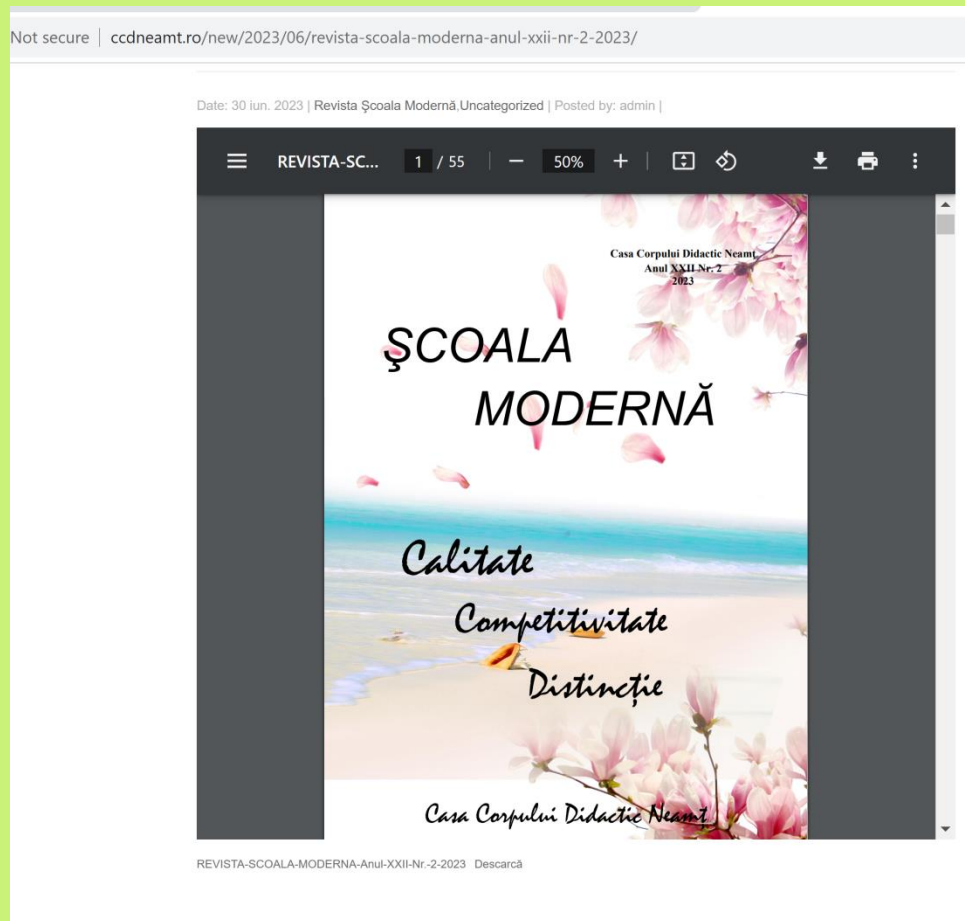 Not secure | ccdneamt.ro/new/2023/06/revista-scoala-moderna-anul-xxii-nr-2-2023/
Date: 30 iun. 2023 | Revista Şcoala Modernă,Uncategorized | Posted by: admin |
REVISTA-SC... 1 / 55 50%
Casa Corpului Didactic Neamţ
Anul XXII Nr. 2
2023
ŞCOALA
MODERNĂ
Calitate
Competitivitate
Distincţie
Casa Corpului Didactic Neamţ
REVISTA-SCOALA-MODERNA-Anul-XXII-Nr.-2-2023 Descarcă